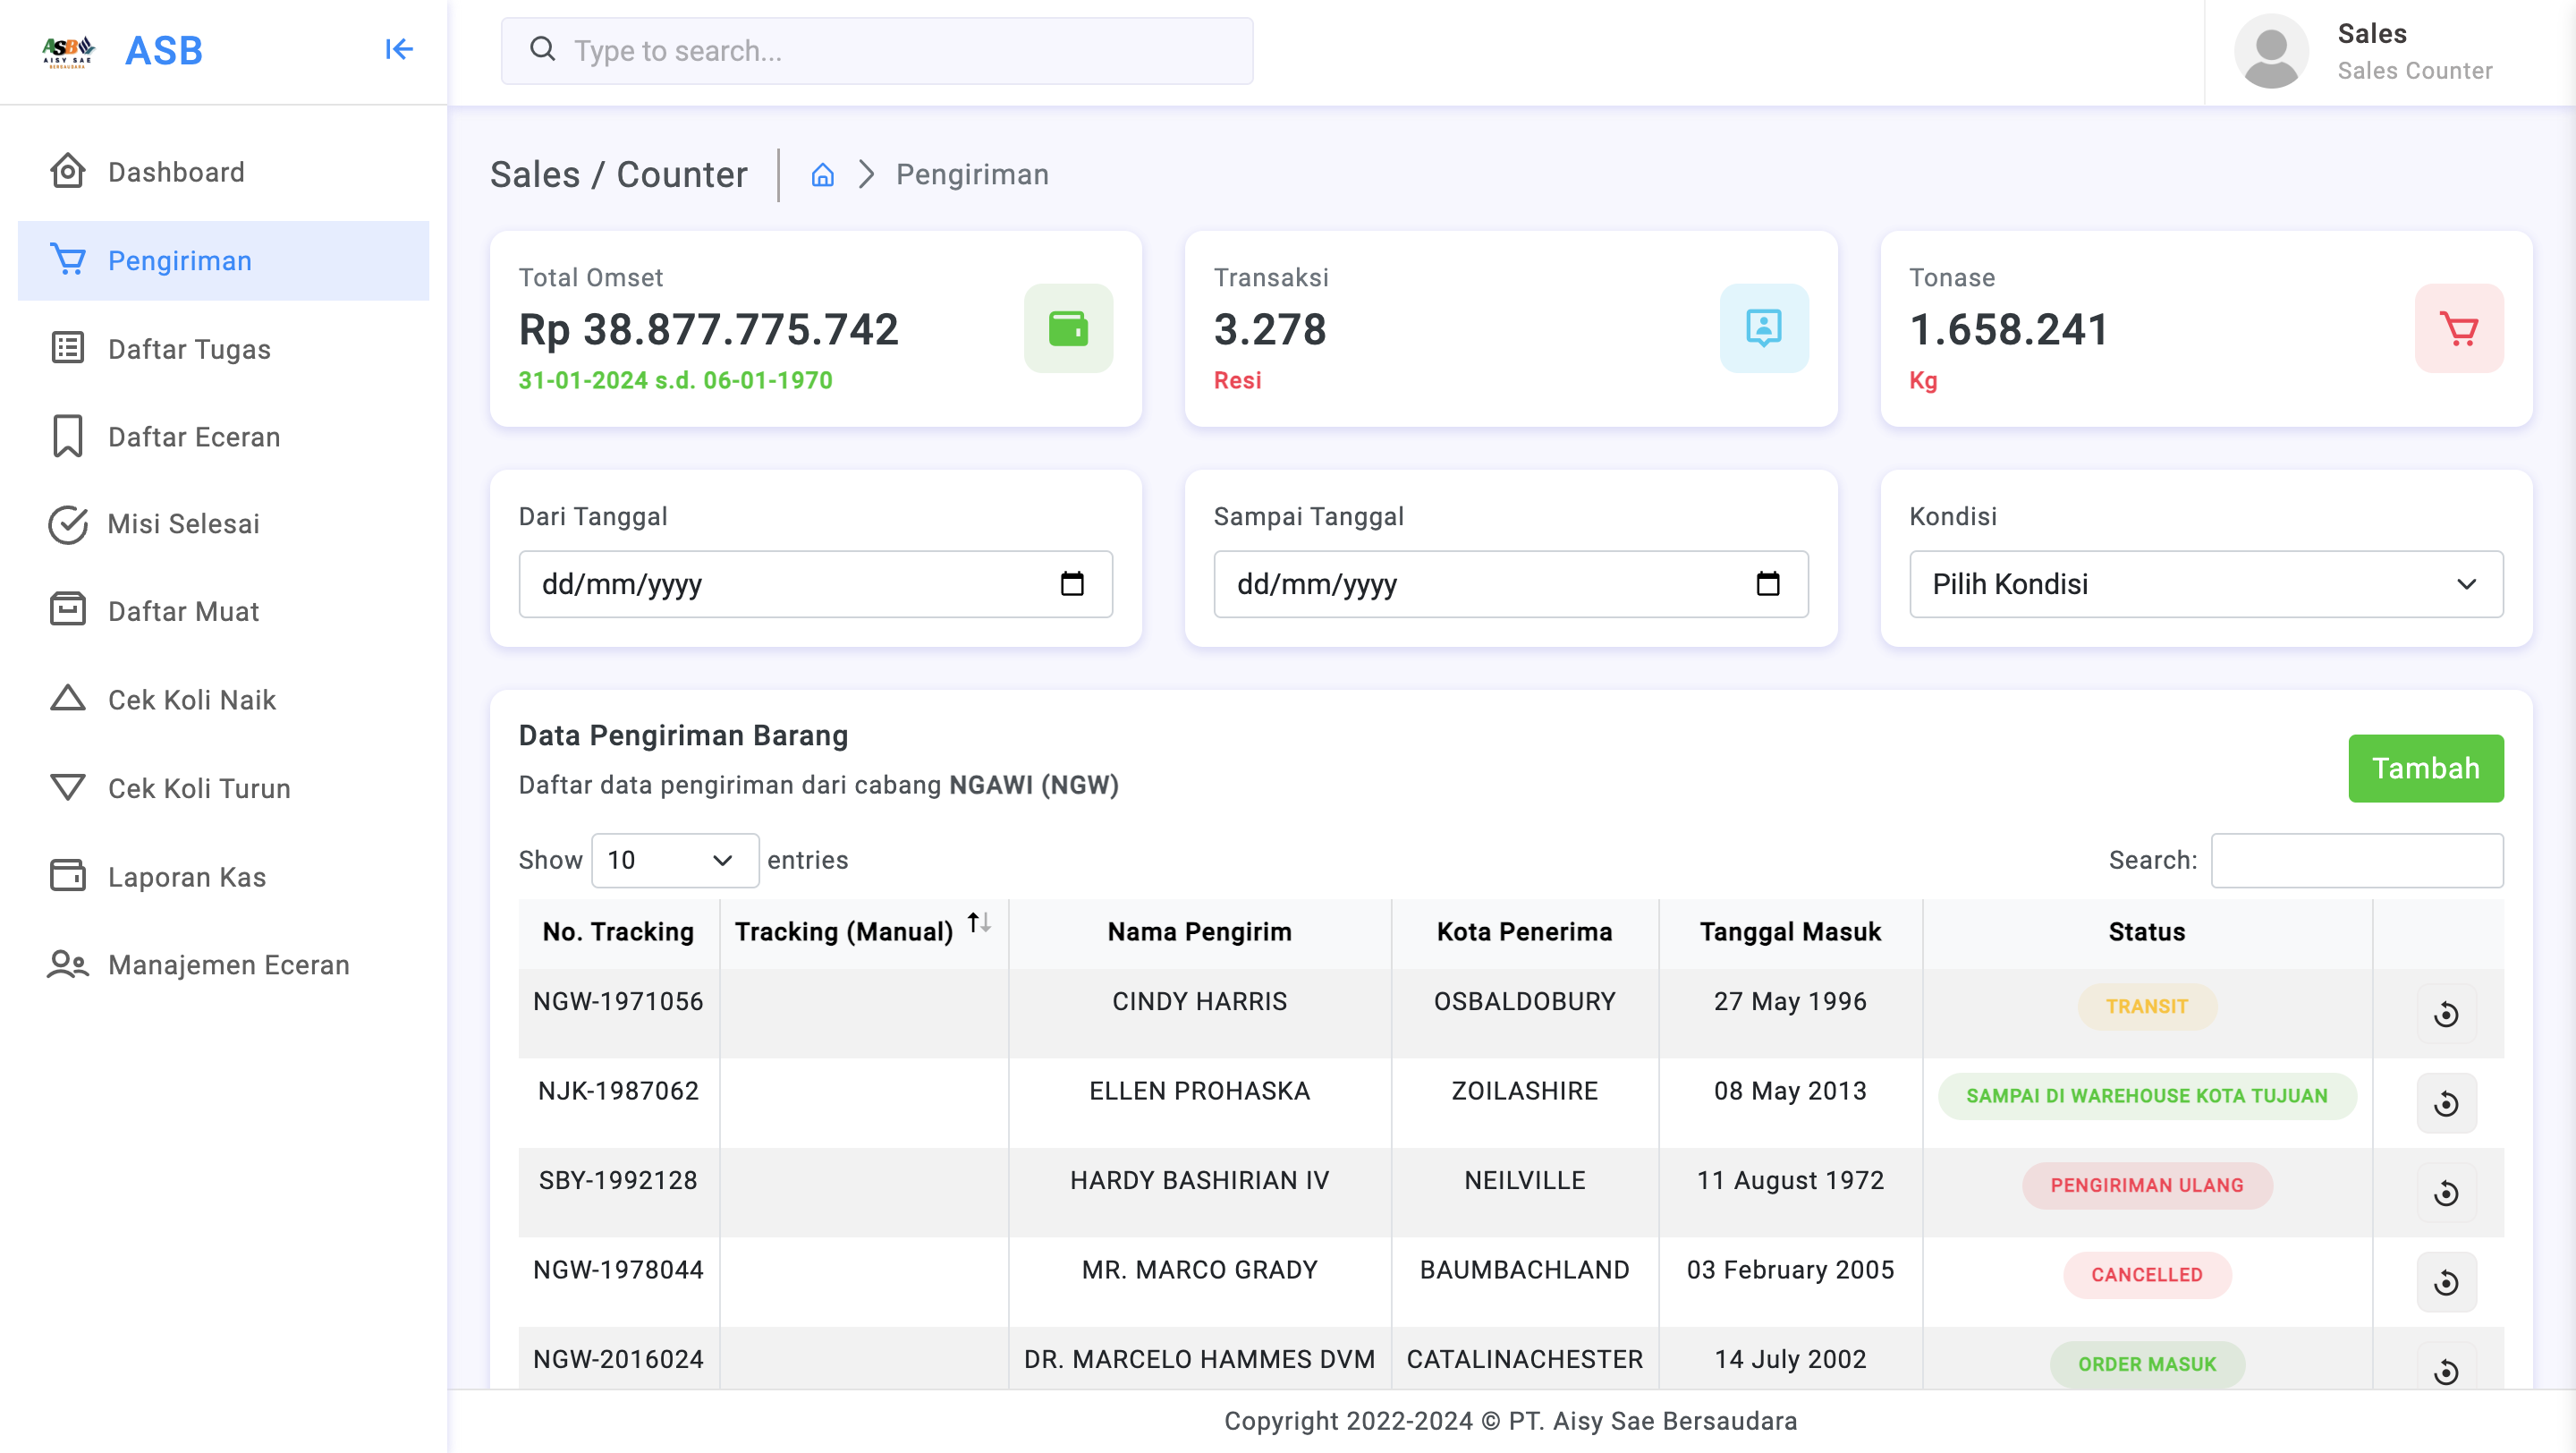 ASB
AISY SAE
BERSAUDARA
ASB
Type to search...
Sales
Sales Counter
Dashboard
Pengiriman
Daftar Tugas
Daftar Eceran
Misi Selesai
Daftar Muat
Cek Koli Naik
Cek Koli Turun
Laporan Kas
Manajemen Eceran
Sales / Counter
Pengiriman
Total Omset
Rp 38.877.775.742
31-01-2024 s.d. 06-01-1970
Transaksi
3.278
Resi
Tonase
1.658.241
Kg
Dari Tanggal
dd/mm/yyyy
Sampai Tanggal
dd/mm/yyyy
Kondisi
Pilih Kondisi
Data Pengiriman Barang
Daftar data pengiriman dari cabang NGAWI (NGW)
Tambah
Show 10 entries
Search:
No. Tracking Tracking (Manual) Nama Pengirim Kota Penerima Tanggal Masuk Status
NGW-1971056 CINDY HARRIS OSBALDOBURY 27 May 1996 TRANSIT
NJK-1987062 ELLEN PROHASKA ZOILASHIRE 08 May 2013 SAMPAI DI WAREHOUSE KOTA TUJUAN
SBY-1992128 HARDY BASHIRIAN IV NEILVILLE 11 August 1972 PENGIRIMAN ULANG
NGW-1978044 MR. MARCO GRADY BAUMBACHLAND 03 February 2005 CANCELLED
NGW-2016024 DR. MARCELO HAMMES DVM CATALINACHESTER 14 July 2002 ORDER MASUK
Copyright 2022-2024 © PT. Aisy Sae Bersaudara